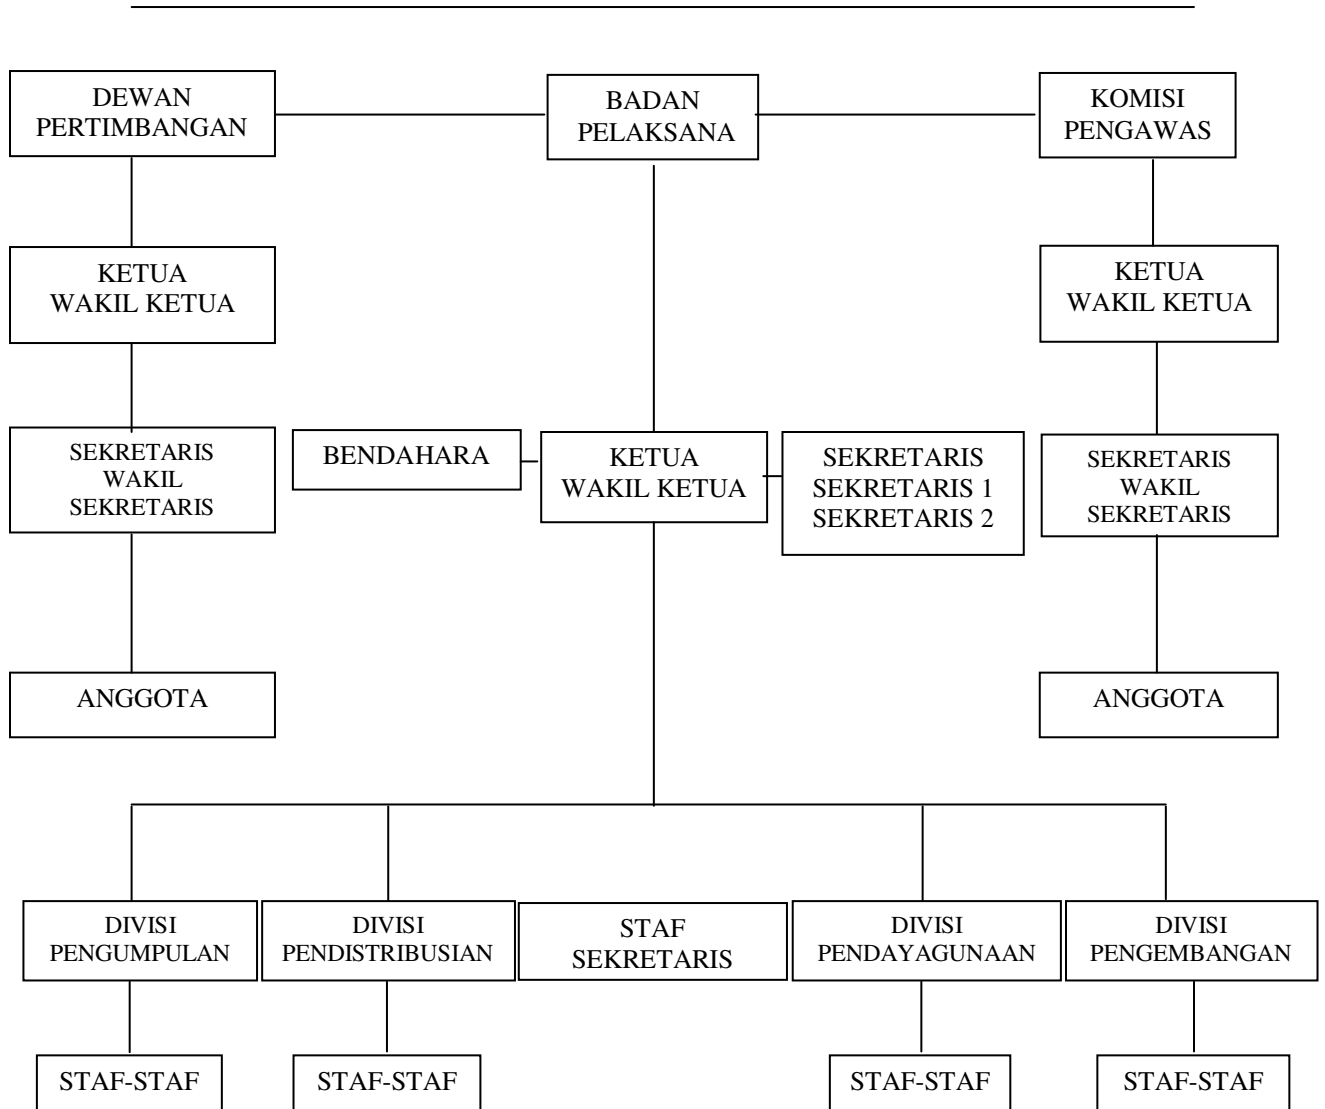 DEWAN
PERTIMBANGAN
BADAN
PELAKSANA
KOMISI
PENGAWAS
KETUA
WAKIL KETUA
KETUA
WAKIL KETUA
SEKRETARIS
WAKIL
SEKRETARIS
BENDAHARA
KETUA
WAKIL KETUA
SEKRETARIS
SEKRETARIS 1
SEKRETARIS 2
SEKRETARIS
WAKIL
SEKRETARIS
ANGGOTA
ANGGOTA
DIVISI
PENGUMPULAN
DIVISI
PENDISTRIBUSIAN
STAF
SEKRETARIS
DIVISI
PENDAYAGUNAAN
DIVISI
PENGEMBANGAN
STAF-STAF
STAF-STAF
STAF-STAF
STAF-STAF